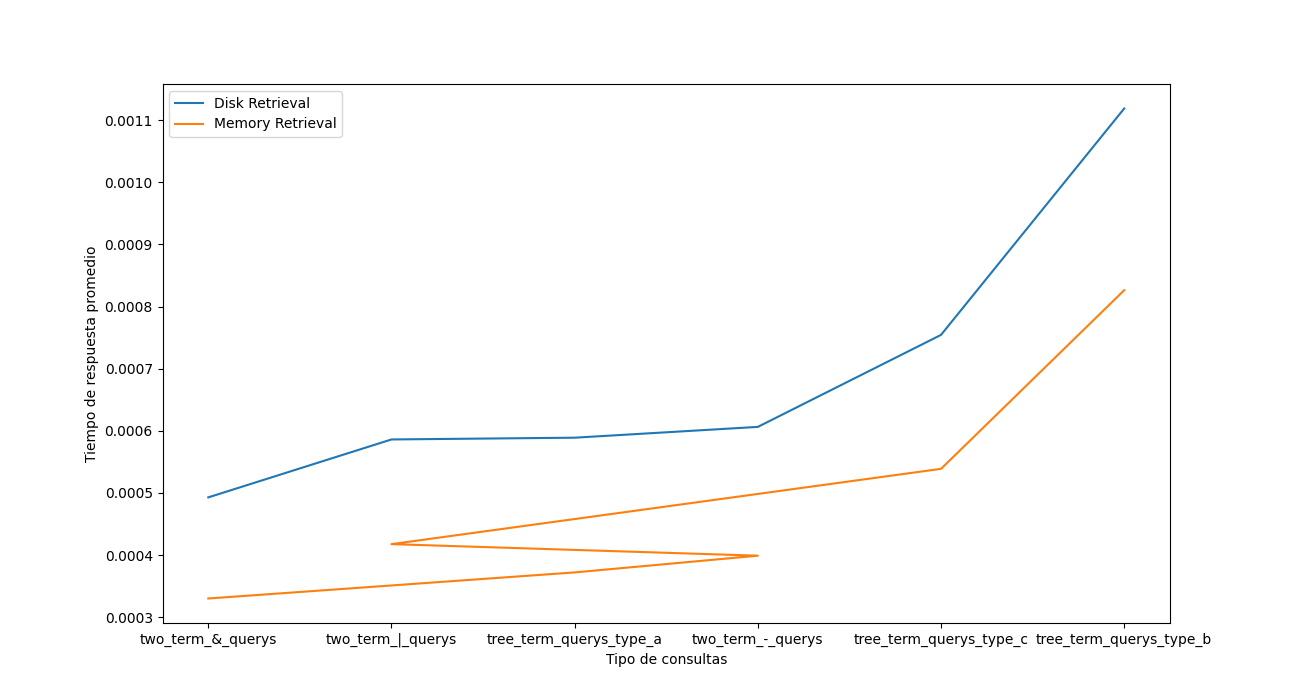 Disk Retrieval
Memory Retrieval
0.0011
0.0010
0.0009
0.0008
0.0007
0.0006
0.0005
0.0004
0.0003
Tiempo de respuesta promedio
two_term_&_querys two_term_|_querys tree_term_querys_type_a two_term_-_querys tree_term_querys_type_c tree_term_querys_type_b
Tipo de consultas